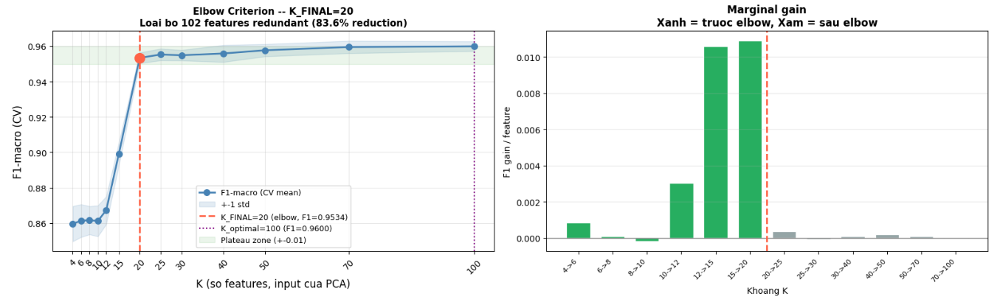 Elbow Criterion -- K_FINAL=20
Loai bo 102 features redundant (83.6% reduction)
F1-macro (CV)
0.96
0.94
0.92
0.90
0.88
0.86
F1-macro (CV mean)
+-1 std
K_FINAL=20 (elbow, F1=0.9534)
K_optimal=100 (F1=0.9600)
Plateau zone (+-0.01)
4 6 8 10 12 15 20 25 30 40 50 70 100
K (so features, input cua PCA)
Marginal gain
Xanh = truoc elbow, Xam = sau elbow
F1 gain / feature
0.010
0.008
0.006
0.004
0.002
0.000
4->6 6->8 8->10 10->12 12->15 15->20 20->25 25->30 30->40 40->50 50->70 70->100
Khoang K